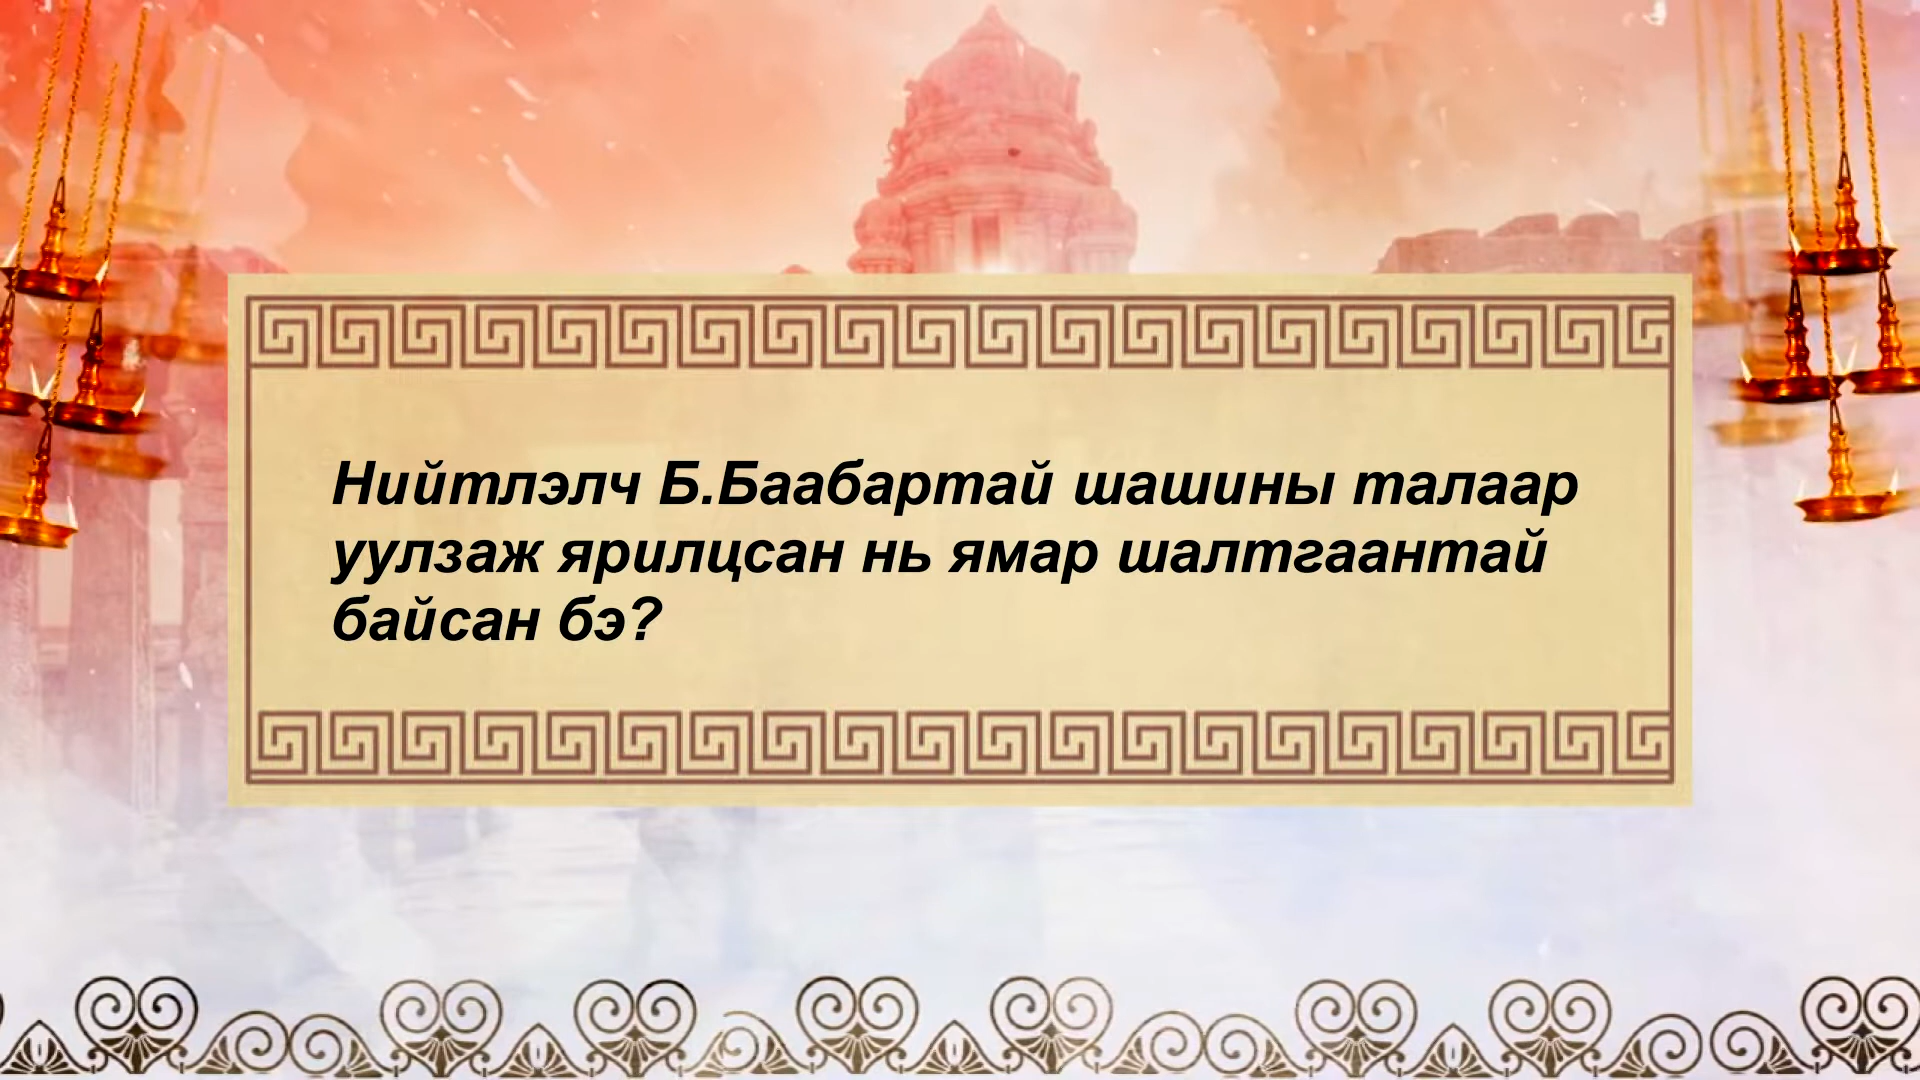 Нийтлэлч Б.Баабартай шашины талаар
уулзаж ярилцсан нь ямар шалтгаантай
байсан бэ?